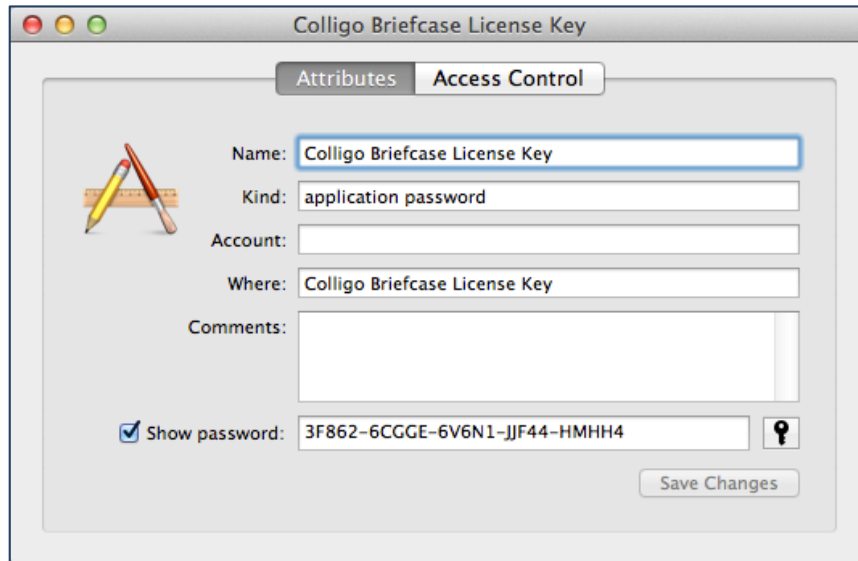 Colligo Briefcase License Key
Attributes Access Control
Name: Colligo Briefcase License Key
Kind: application password
Account:
Where: Colligo Briefcase License Key
Comments:
Show password: 3F862-6CGGE-6V6N1-JJF44-HMHH4
Save Changes